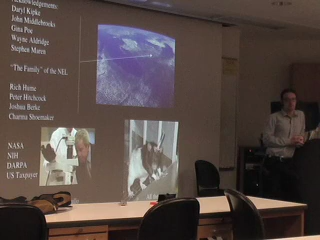 Acknowledgements:
Daryl Kipke
John Middlebrooks
Gina Poe
Wayne Aldridge
Stephen Maren
"The Family" of the NEL
Rich Hume
Peter Hitchcock
Joshua Berke
Charma Shoemaker
NASA
NIH
DARPA
US Taxpayer